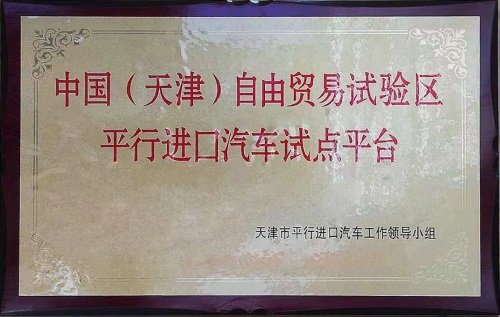 中国（天津）自由贸易试验区
平行进口汽车试点平台
天津市平行进口汽车工作领导小组